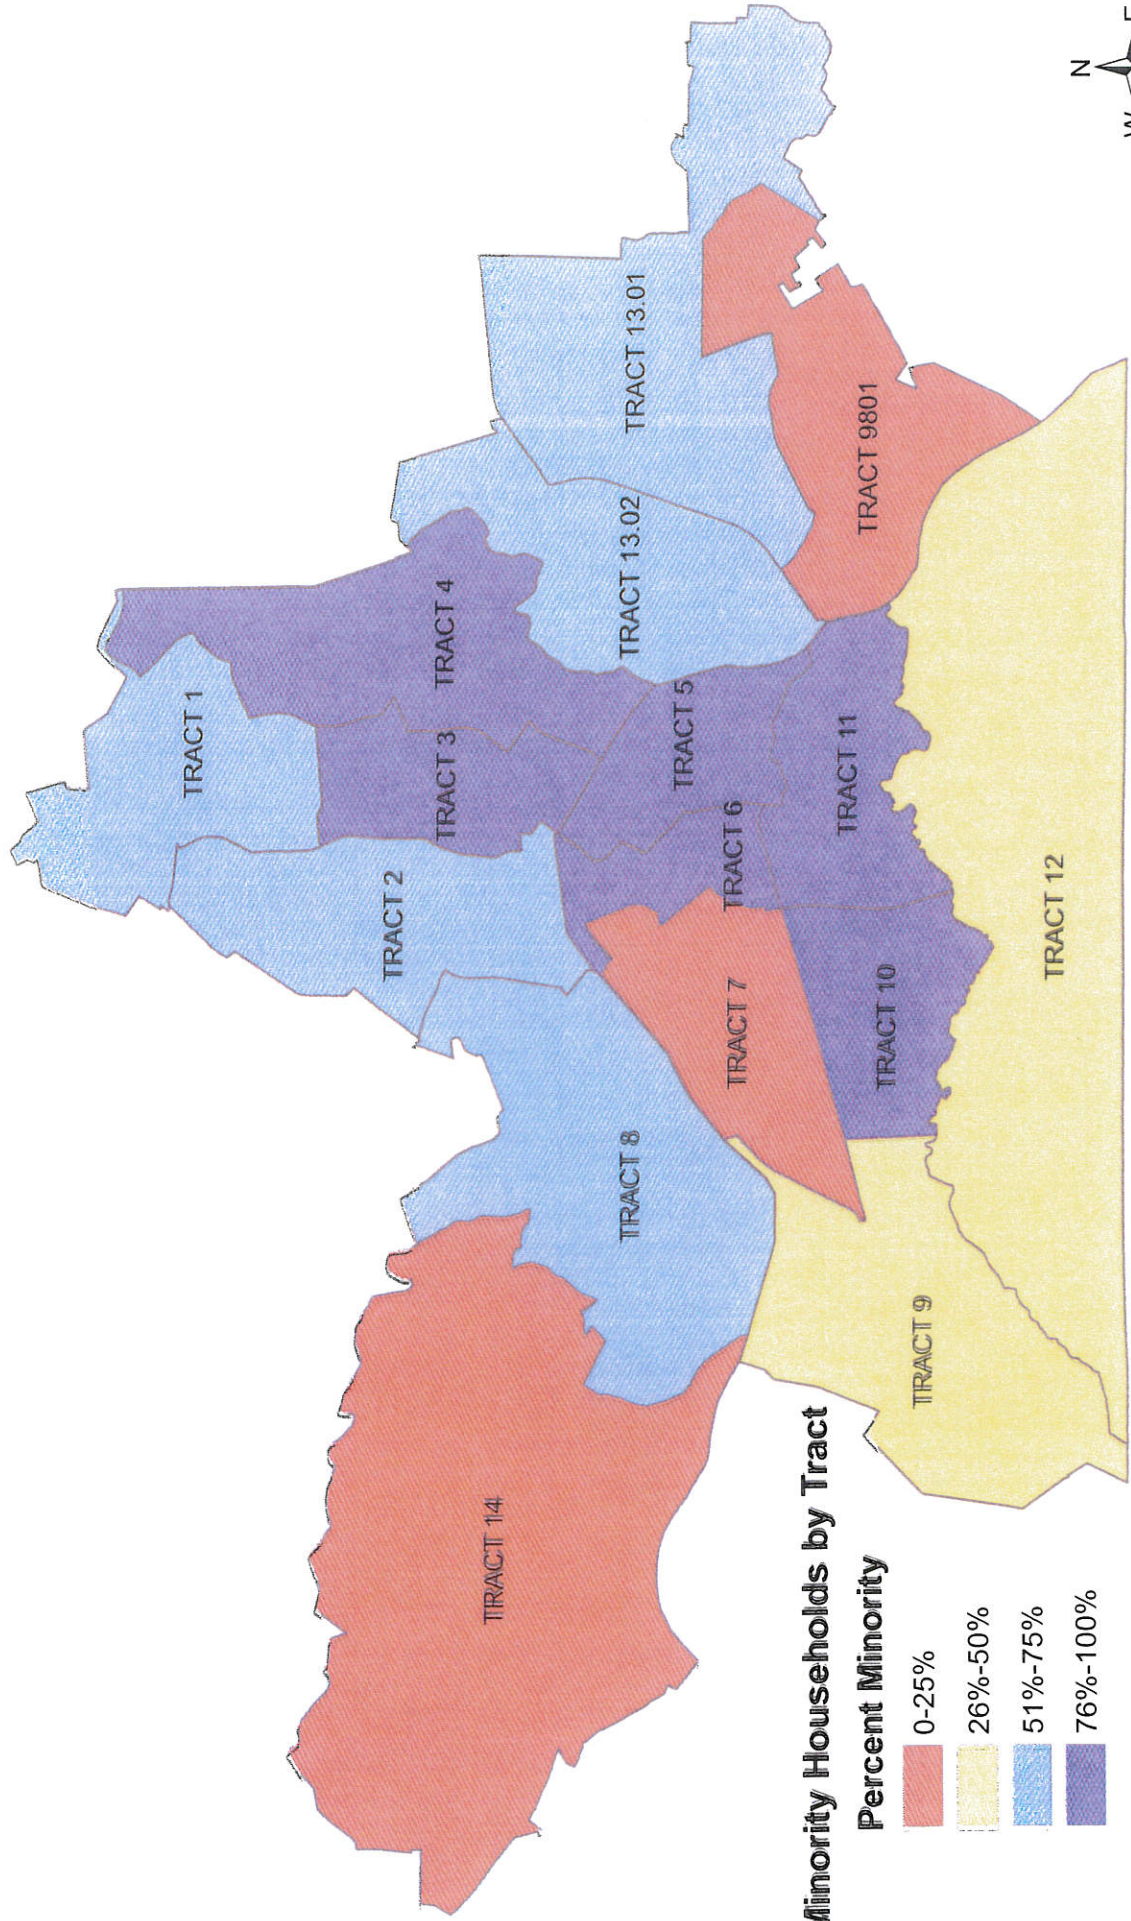 TRACT 1
TRACT 2
TRACT 3
TRACT 4
TRACT 13.01
TRACT 13.02
TRACT 5
TRACT 6
TRACT 7
TRACT 8
TRACT 14
TRACT 9801
TRACT 11
TRACT 10
TRACT 9
TRACT 12
Minority Households by Tract
Percent Minority
0-25%
26%-50%
51%-75%
76%-100%
N
W
E